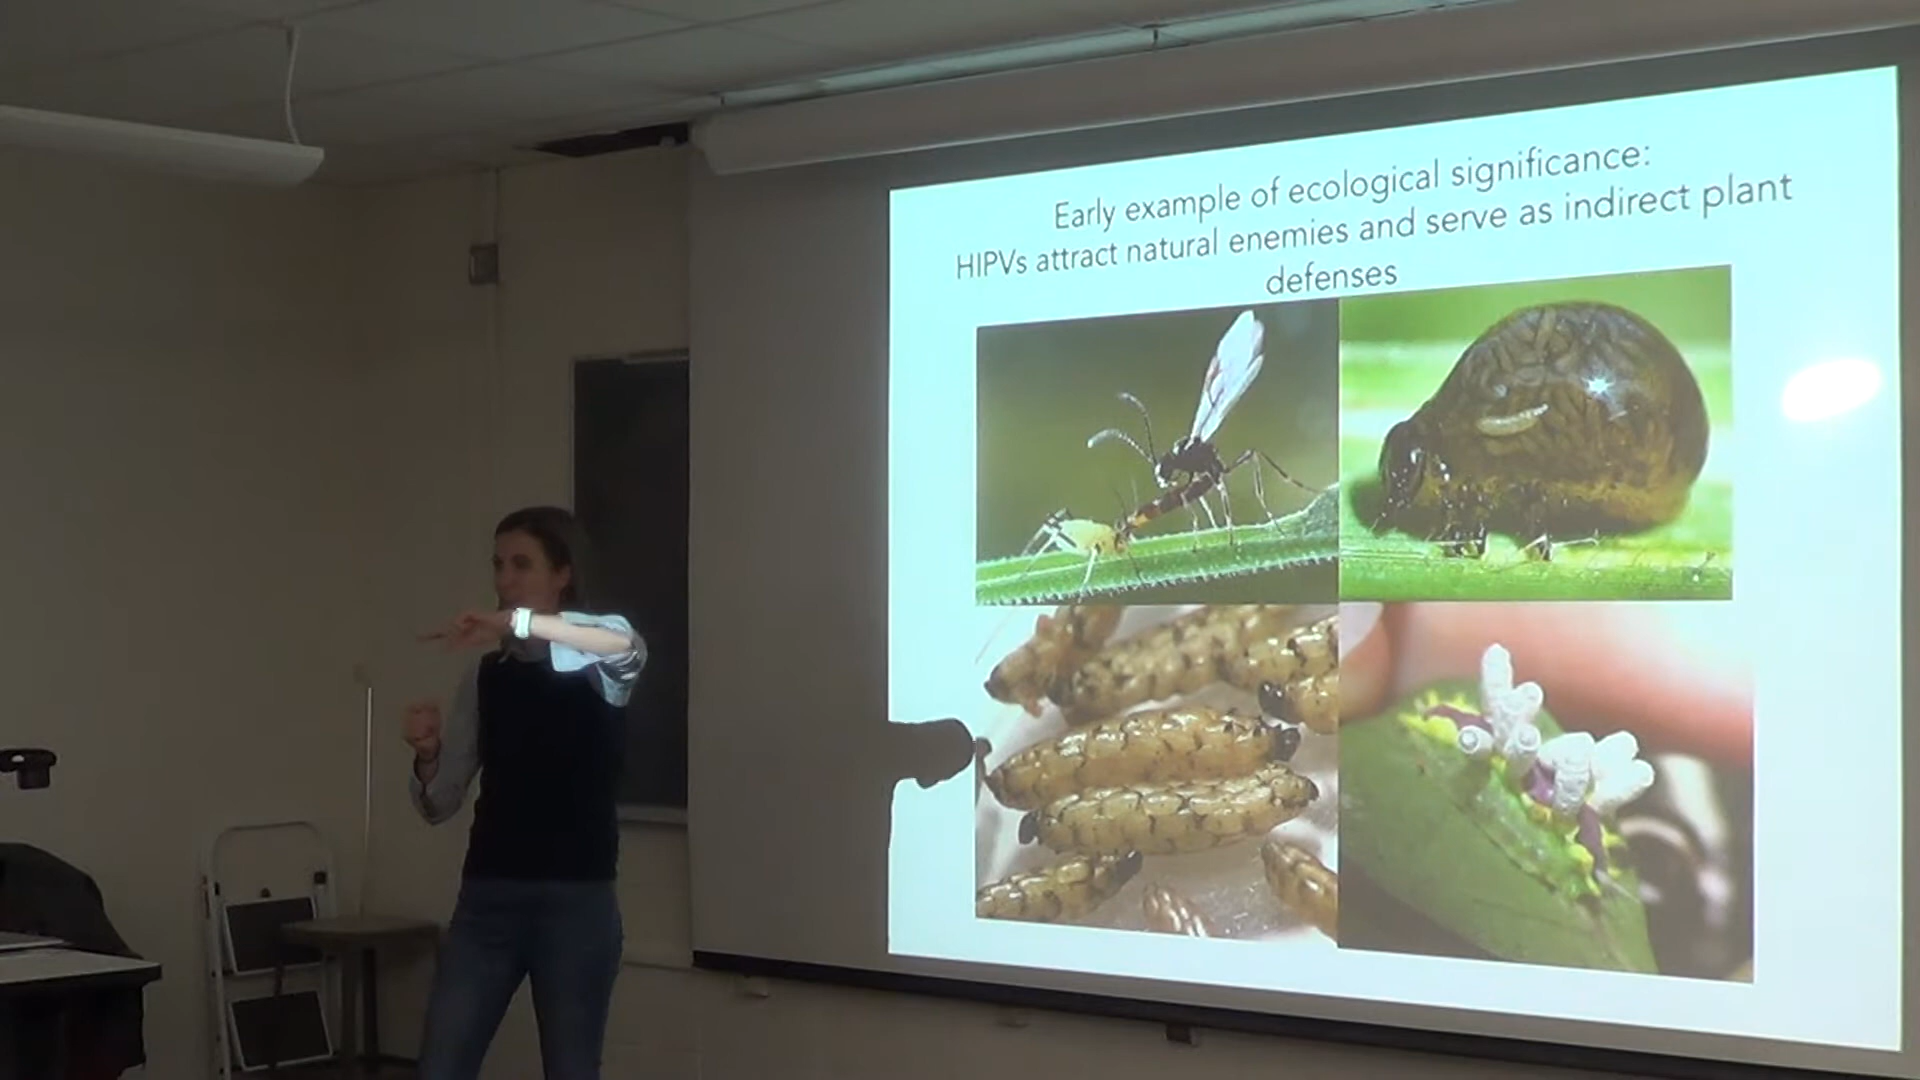 Early example of ecological significance:
HIPVs attract natural enemies and serve as indirect plant
defenses